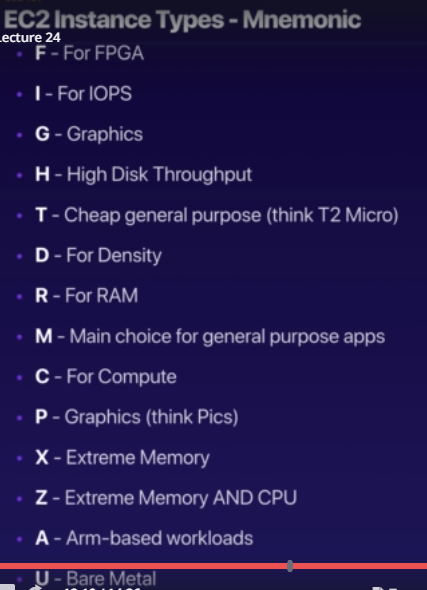 EC2 Instance Types - Mnemonic
Lecture 24
• F - For FPGA
• I - For IOPS
• G - Graphics
• H - High Disk Throughput
• T - Cheap general purpose (think T2 Micro)
• D - For Density
• R - For RAM
• M - Main choice for general purpose apps
• C - For Compute
• P - Graphics (think Pics)
• X - Extreme Memory
• Z - Extreme Memory AND CPU
• A - Arm-based workloads
• U - Bare Metal